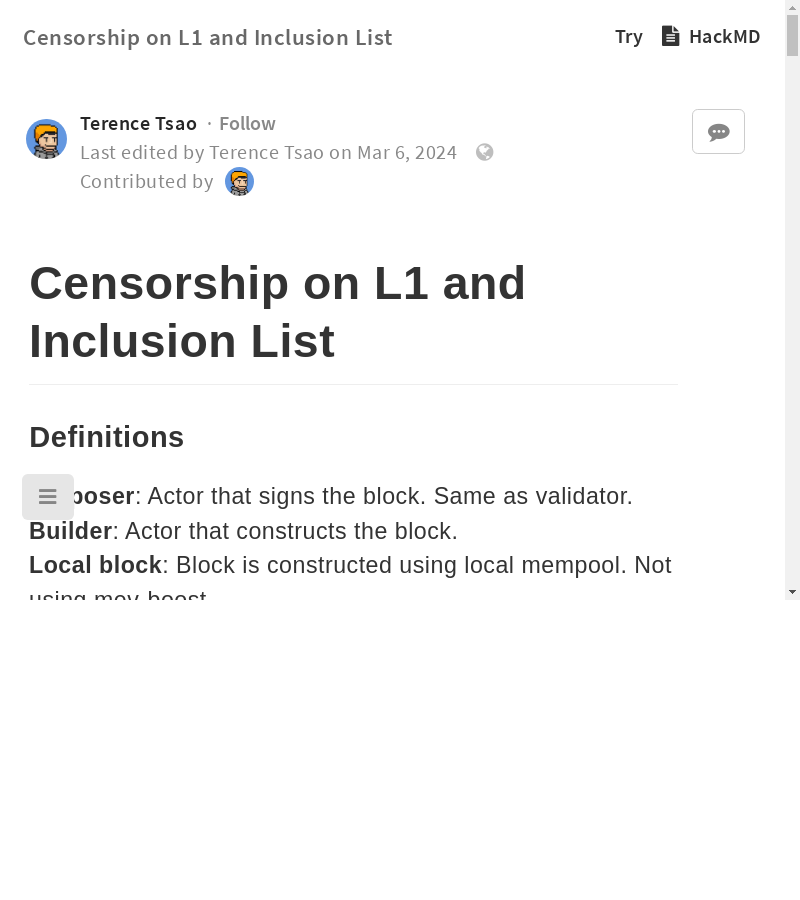 Censorship on L1 and Inclusion List
Try HackMD
Terence Tsao · Follow
Last edited by Terence Tsao on Mar 6, 2024
Contributed by
Censorship on L1 and
Inclusion List
Definitions
poser: Actor that signs the block. Same as validator.
Builder: Actor that constructs the block.
Local block: Block is constructed using local mempool. Not
using mev-boost